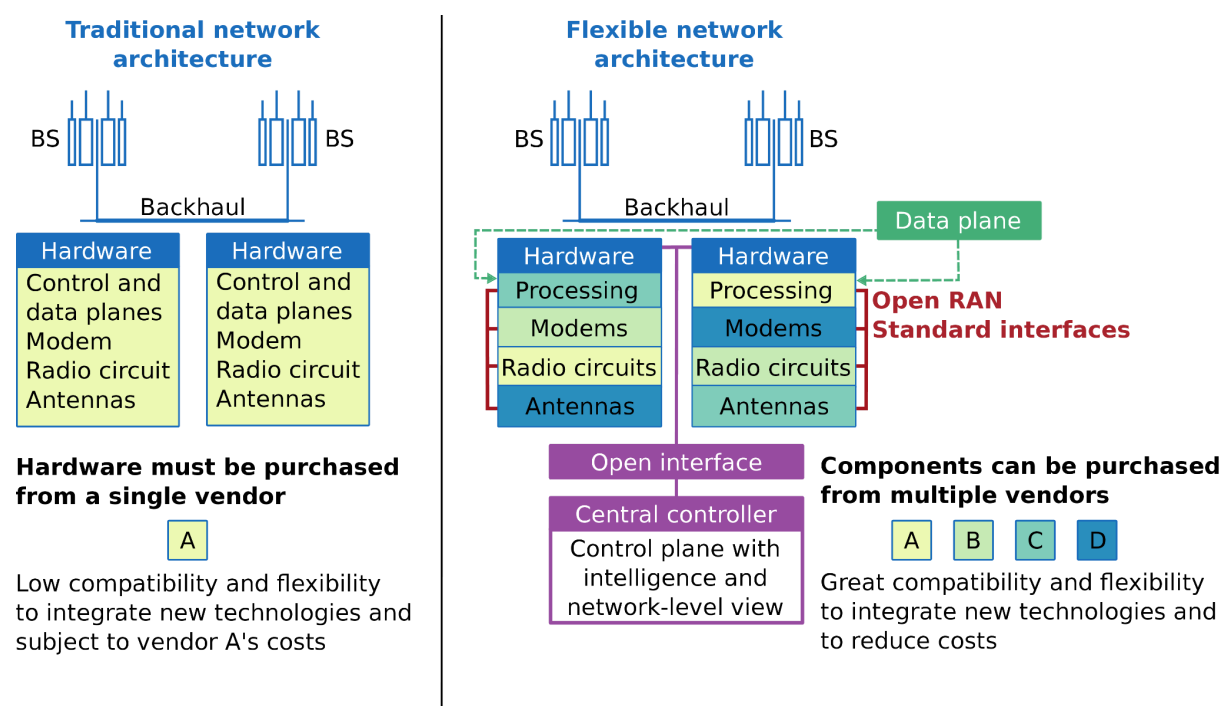 Traditional network
architecture
BS
BS
Backhaul
Hardware
Control and
data planes
Modem
Radio circuit
Antennas
Hardware
Control and
data planes
Modem
Radio circuit
Antennas
Hardware must be purchased
from a single vendor
A
Low compatibility and flexibility
to integrate new technologies and
subject to vendor A's costs
Flexible network
architecture
BS
BS
Backhaul
Data plane
Hardware
Processing
Modems
Radio circuits
Antennas
Hardware
Processing
Modems
Radio circuits
Antennas
Open RAN
Standard interfaces
Open interface
Central controller
Control plane with
intelligence and
network-level view
Components can be purchased
from multiple vendors
A B C D
Great compatibility and flexibility
to integrate new technologies and
to reduce costs